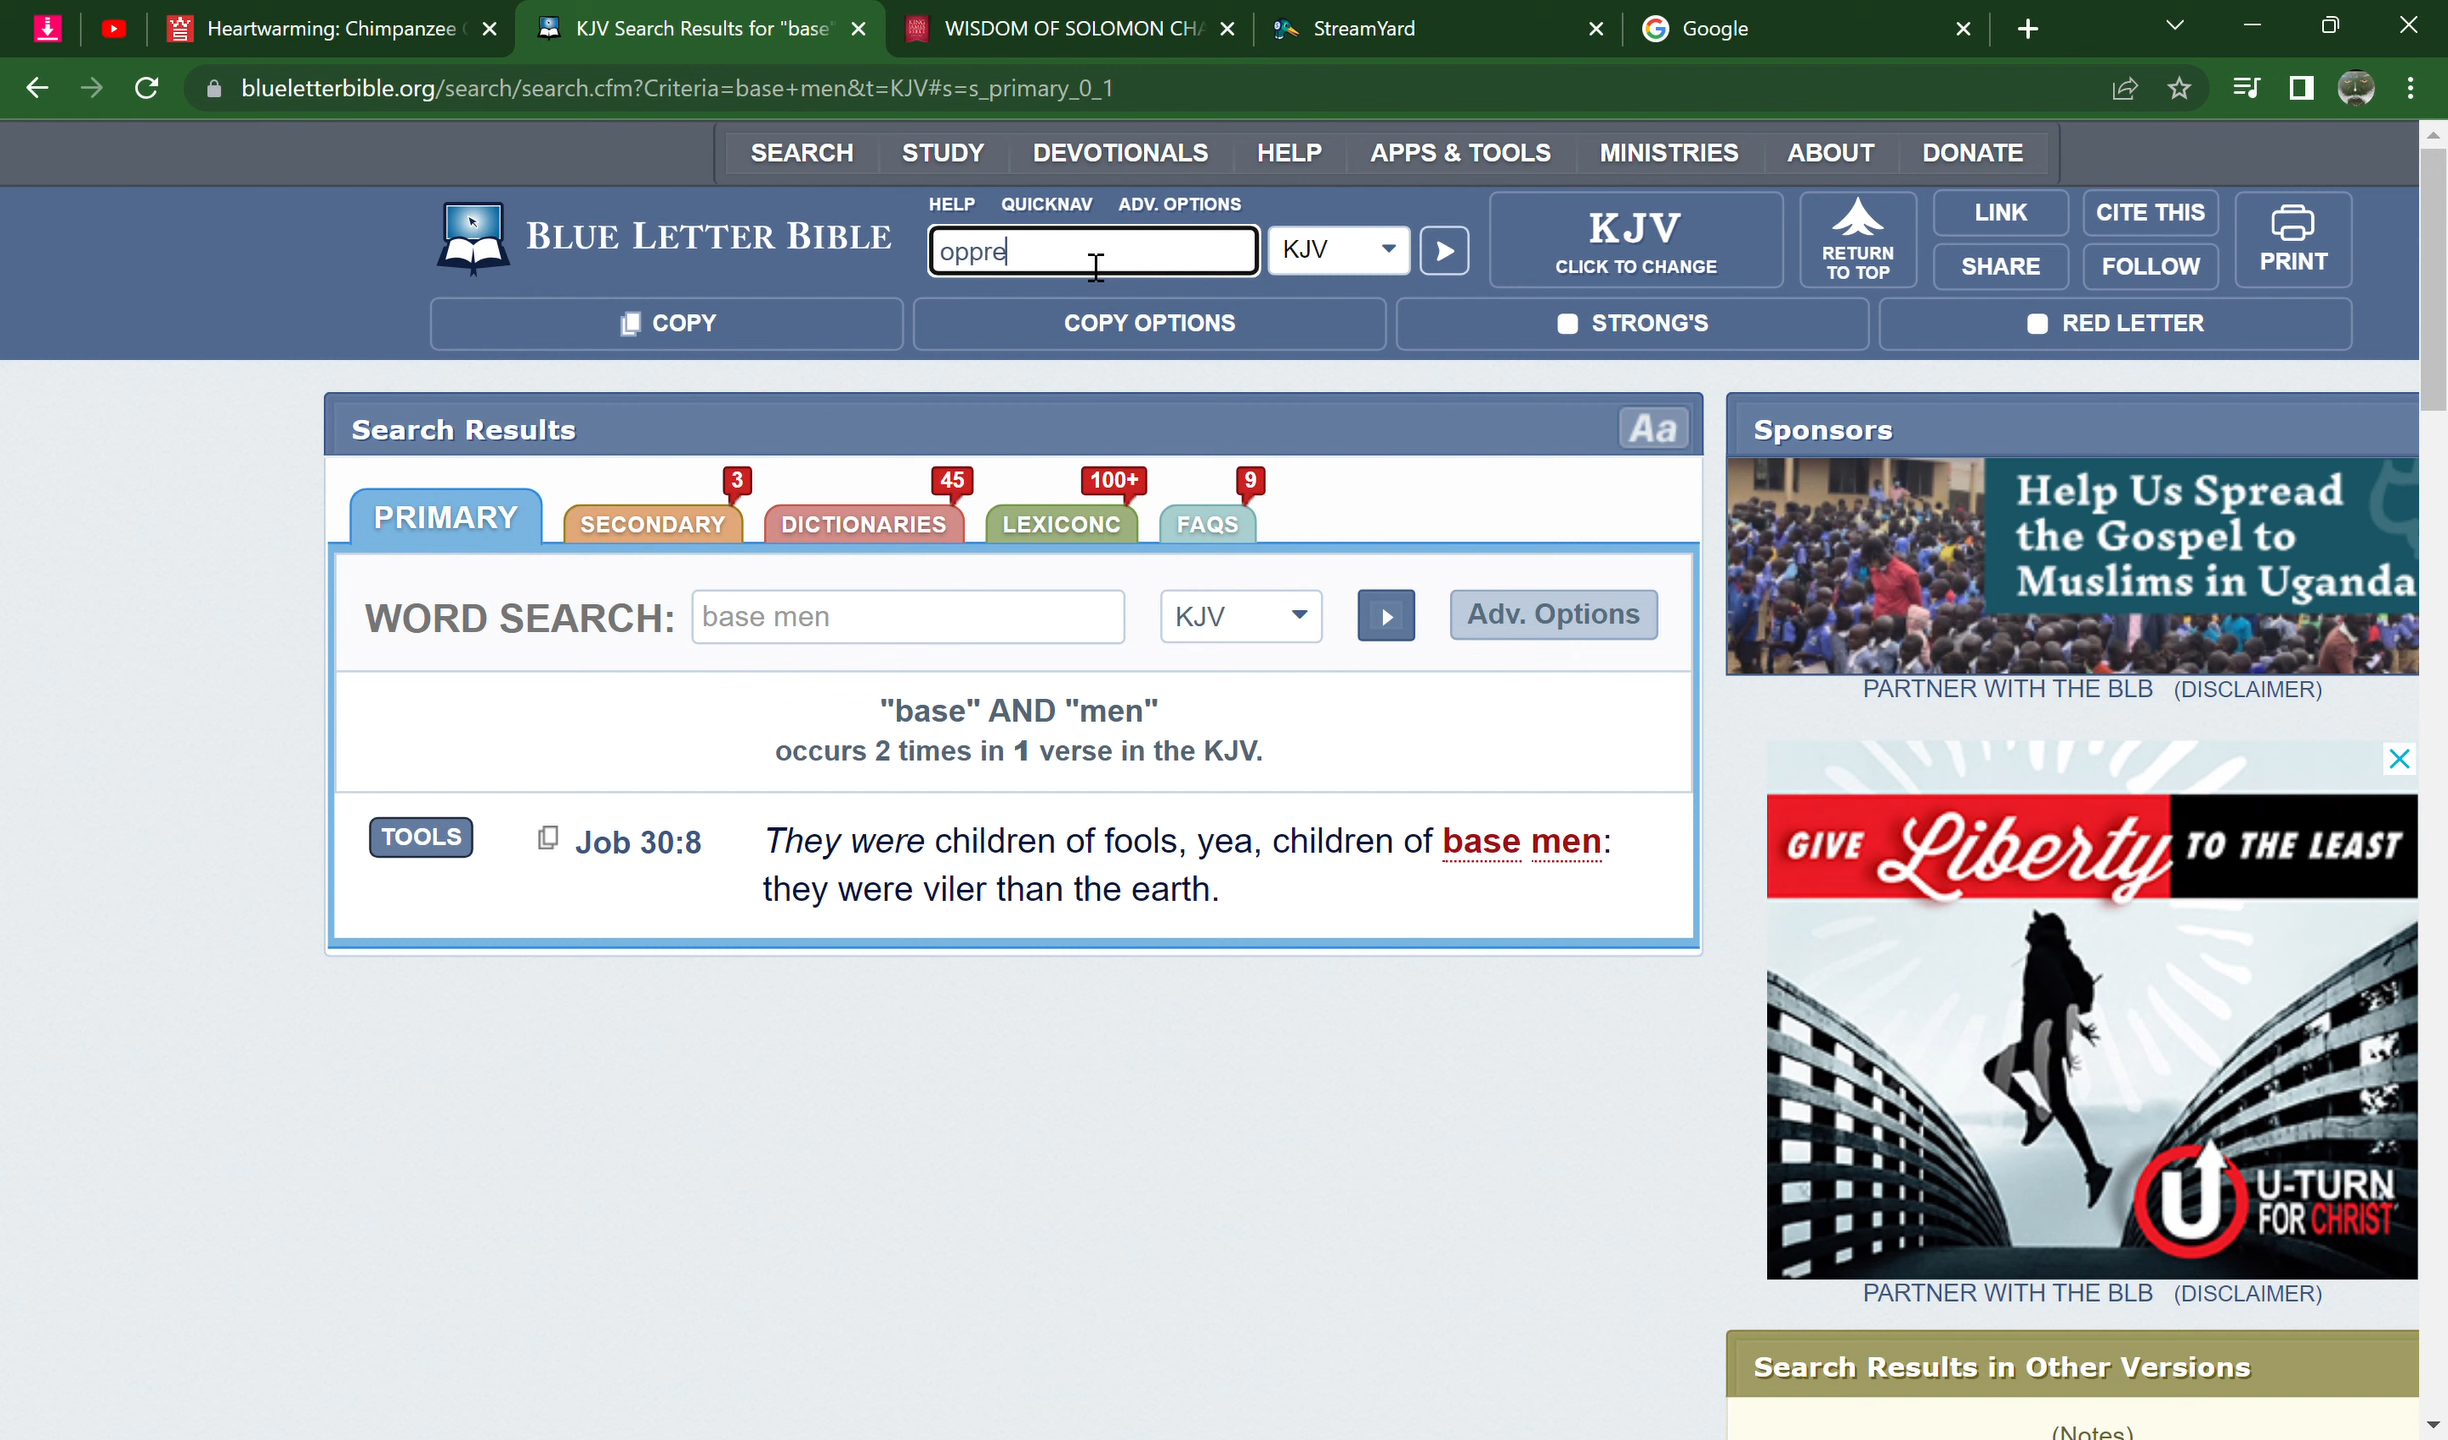 Heartwarming: Chimpanzee
KJV Search Results for "base"
WISDOM OF SOLOMON CHA
StreamYard
Google
blueletterbible.org/search/search.cfm?Criteria=base+men&t=KJV#s=s_primary_0_1
SEARCH STUDY DEVOTIONALS HELP APPS & TOOLS MINISTRIES ABOUT DONATE
BLUE LETTER BIBLE
HELP QUICKNAV ADV. OPTIONS
oppre
KJV
KJV
CLICK TO CHANGE
RETURN
TO TOP
LINK
CITE THIS
SHARE
FOLLOW
PRINT
COPY
COPY OPTIONS
STRONG'S
RED LETTER
Search Results
Aa
3 45 100+ 9
PRIMARY SECONDARY DICTIONARIES LEXICONC FAQS
WORD SEARCH: base men KJV Adv. Options
"base" AND "men"
occurs 2 times in 1 verse in the KJV.
TOOLS Job 30:8 They were children of fools, yea, children of base men:
they were viler than the earth.
Sponsors
Help Us Spread
the Gospel to
Muslims in Uganda
PARTNER WITH THE BLB (DISCLAIMER)
GIVE Liberty TO THE LEAST
U-TURN
FOR CHRIST
PARTNER WITH THE BLB (DISCLAIMER)
Search Results in Other Versions
(Notes)